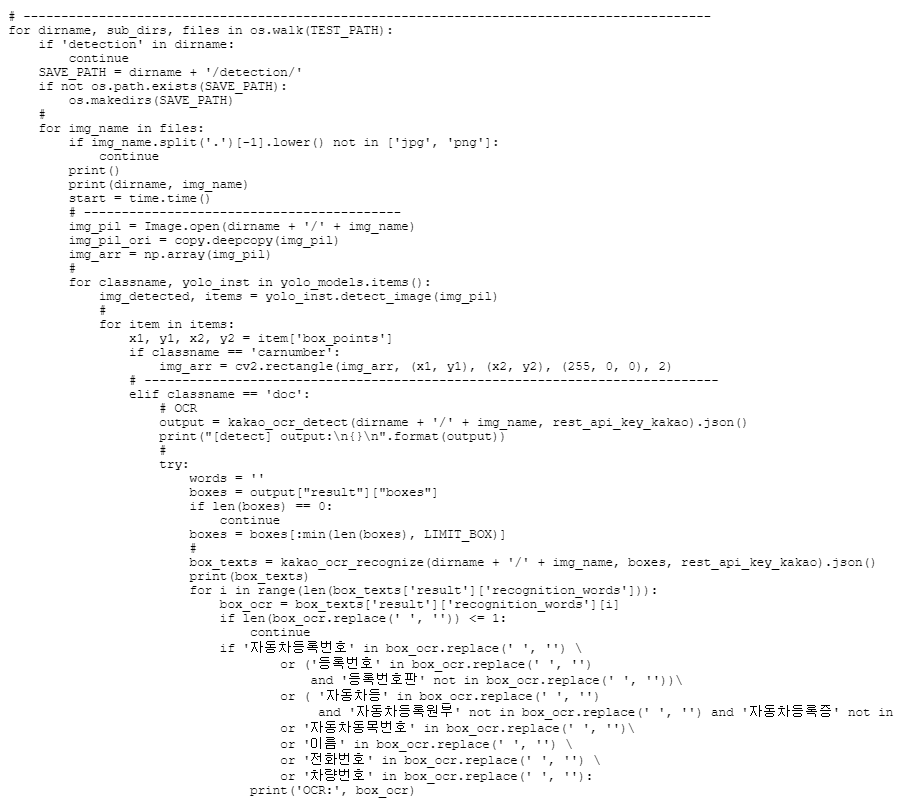 # -------------------------------------------------------------------------------------------
for dirname, sub_dirs, files in os.walk(TEST_PATH):
    if 'detection' in dirname:
        continue
    SAVE_PATH = dirname + '/detection/'
    if not os.path.exists(SAVE_PATH):
        os.makedirs(SAVE_PATH)
    #
    for img_name in files:
        if img_name.split('.')[-1].lower() not in ['jpg', 'png']:
            continue
        print()
        print(dirname, img_name)
        start = time.time()
        # ------------------------------------------
        img_pil = Image.open(dirname + '/' + img_name)
        img_pil_ori = copy.deepcopy(img_pil)
        img_arr = np.array(img_pil)
        #
        for classname, yolo_inst in yolo_models.items():
            img_detected, items = yolo_inst.detect_image(img_pil)
            #
            for item in items:
                x1, y1, x2, y2 = item['box_points']
                if classname == 'carnumber':
                    img_arr = cv2.rectangle(img_arr, (x1, y1), (x2, y2), (255, 0, 0), 2)
                # ----------------------------------------------------------------------------
                elif classname == 'doc':
                    # OCR
                    output = kakao_ocr_detect(dirname + '/' + img_name, rest_api_key_kakao).json()
                    print("[detect] output:\n{}\n".format(output))
                    #
                    try:
                        words = ''
                        boxes = output["result"]["boxes"]
                        if len(boxes) == 0:
                            continue
                        boxes = boxes[:min(len(boxes), LIMIT_BOX)]
                        #
                        box_texts = kakao_ocr_recognize(dirname + '/' + img_name, boxes, rest_api_key_kakao).json()
                        print(box_texts)
                        for i in range(len(box_texts['result']['recognition_words'])):
                            box_ocr = box_texts['result']['recognition_words'][i]
                            if len(box_ocr.replace(' ', '')) <= 1:
                                continue
                            if '자동차등록번호' in box_ocr.replace(' ', '') \
                                    or ('등록번호' in box_ocr.replace(' ', '')
                                        and '등록번호판' not in box_ocr.replace(' ', ''))\
                                    or ( '자동차등' in box_ocr.replace(' ', '')
                                         and '자동차등록원부' not in box_ocr.replace(' ', '') and '자동차등록증' not in
                                    or '자동차동목번호' in box_ocr.replace(' ', '')\
                                    or '이름' in box_ocr.replace(' ', '') \
                                    or '전화번호' in box_ocr.replace(' ', '') \
                                    or '차량번호' in box_ocr.replace(' ', ''):
                                print('OCR:', box_ocr)